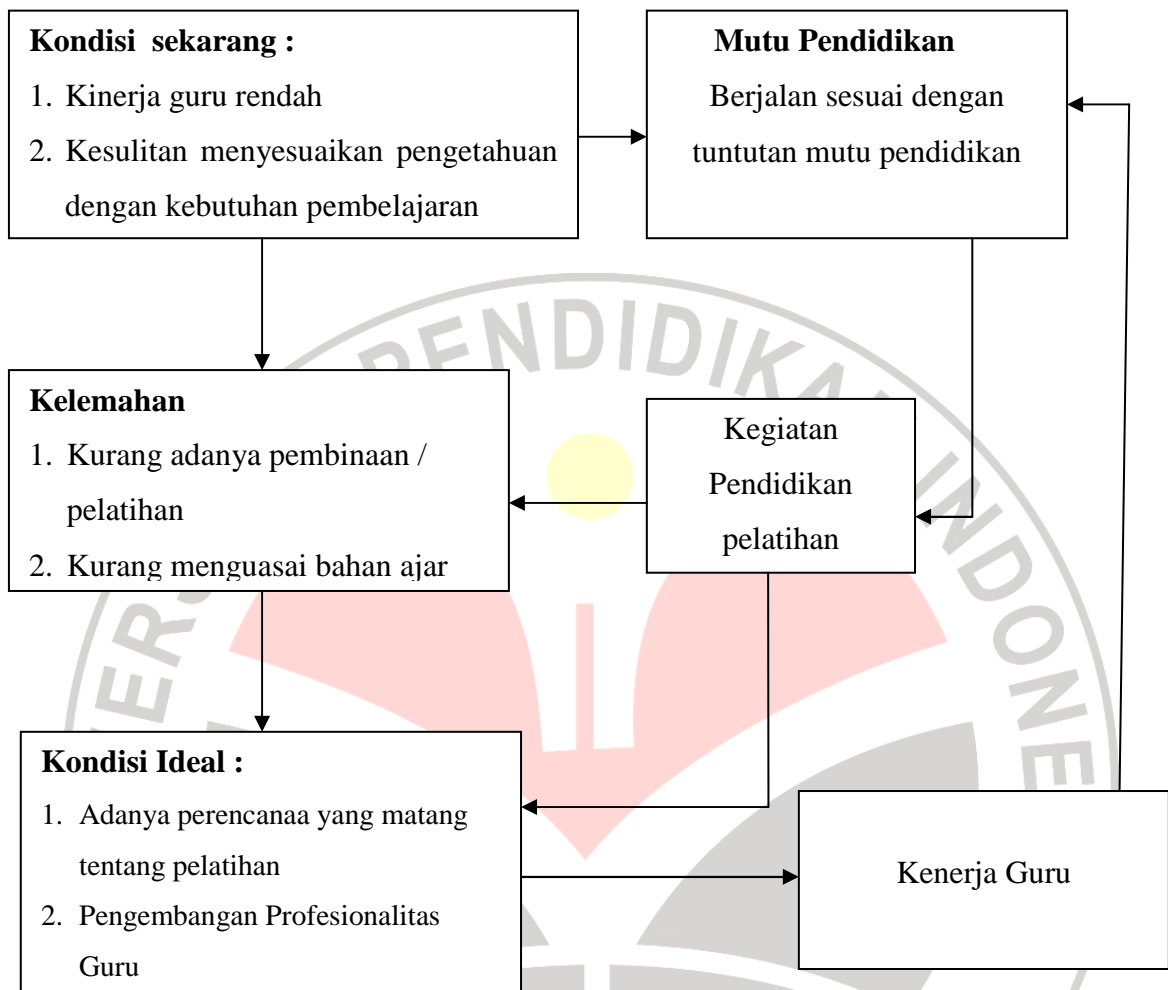 Kondisi sekarang :
1. Kinerja guru rendah
2. Kesulitan menyesuaikan pengetahuan
dengan kebutuhan pembelajaran
Mutu Pendidikan
Berjalan sesuai dengan
tuntutan mutu pendidikan
Kelemahan
1. Kurang adanya pembinaan /
pelatihan
2. Kurang menguasai bahan ajar
Kegiatan
Pendidikan
pelatihan
Kondisi Ideal :
1. Adanya perencanaa yang matang
tentang pelatihan
2. Pengembangan Profesionalitas
Guru
Kenerja Guru
PENDIDIKAN INDONE